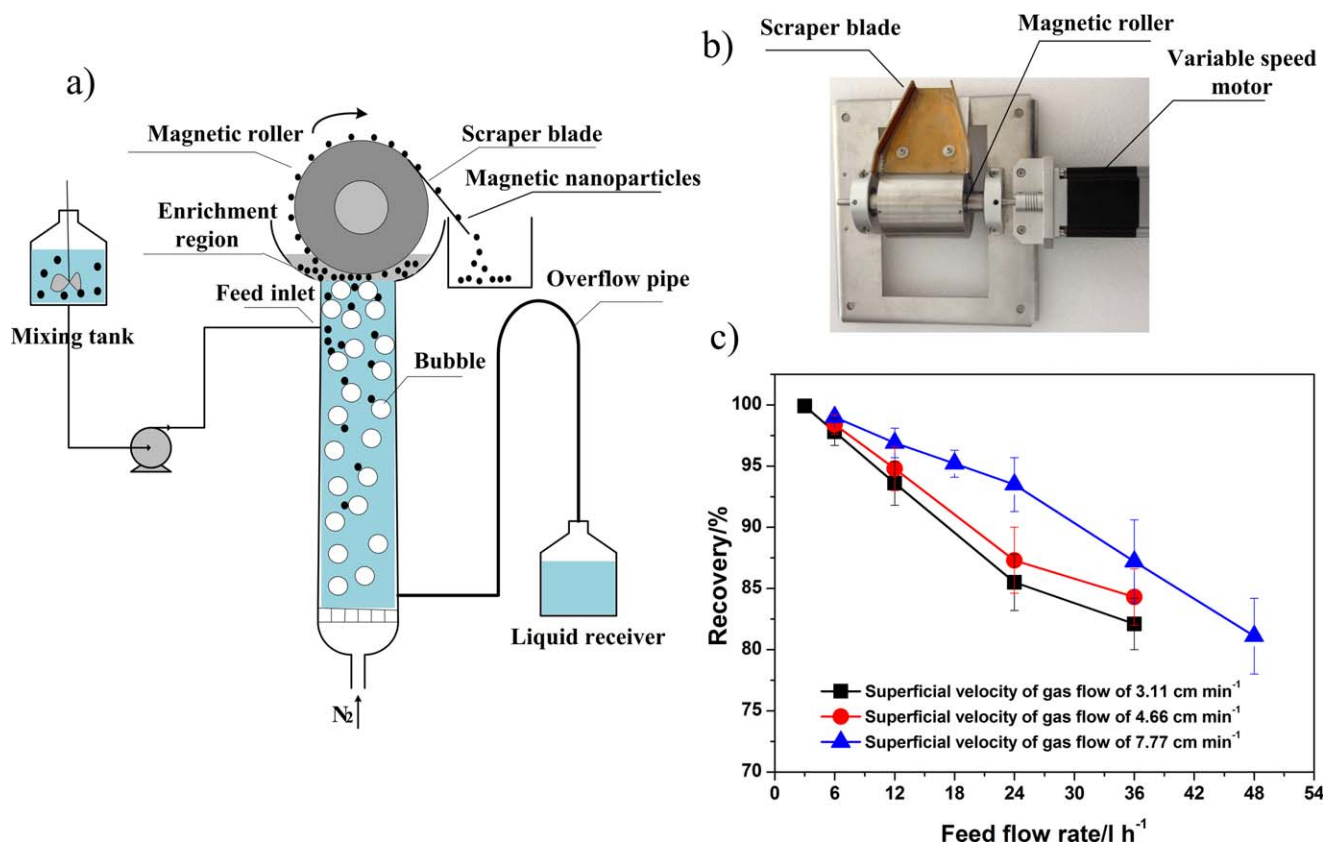 a)
Magnetic roller
Scraper blade
Magnetic nanoparticles
Enrichment
region
Feed inlet
Overflow pipe
Mixing tank
Bubble
Liquid receiver
N₂
b)
Scraper blade
Magnetic roller
Variable speed
motor
c)
Recovery/%
100
95
90
85
80
75
70
Superficial velocity of gas flow of 3.11 cm min⁻¹
Superficial velocity of gas flow of 4.66 cm min⁻¹
Superficial velocity of gas flow of 7.77 cm min⁻¹
0 6 12 18 24 30 36 42 48 54
Feed flow rate/l h⁻¹